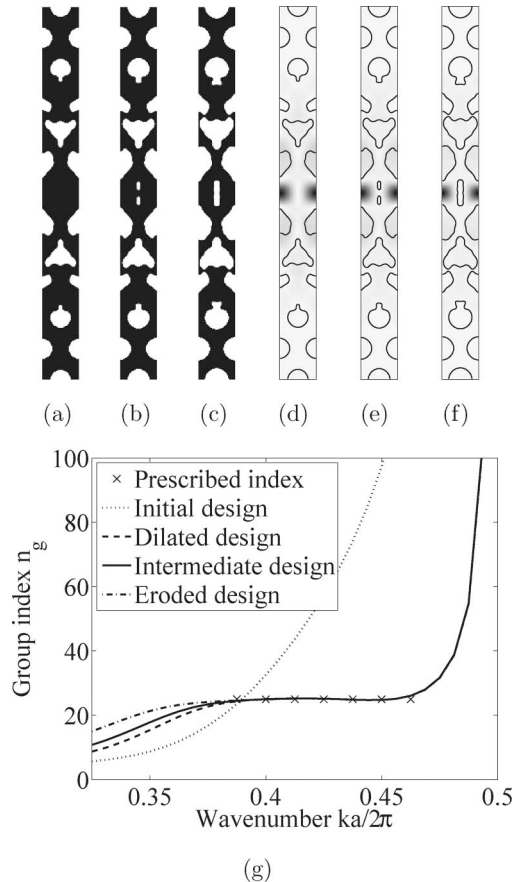 (a) (b) (c) (d) (e) (f)
100
80
60
40
20
0
Group index n_g
× Prescribed index
Initial design
Dilated design
Intermediate design
Eroded design
0.35 0.4 0.45 0.5
Wavenumber ka/2π
(g)